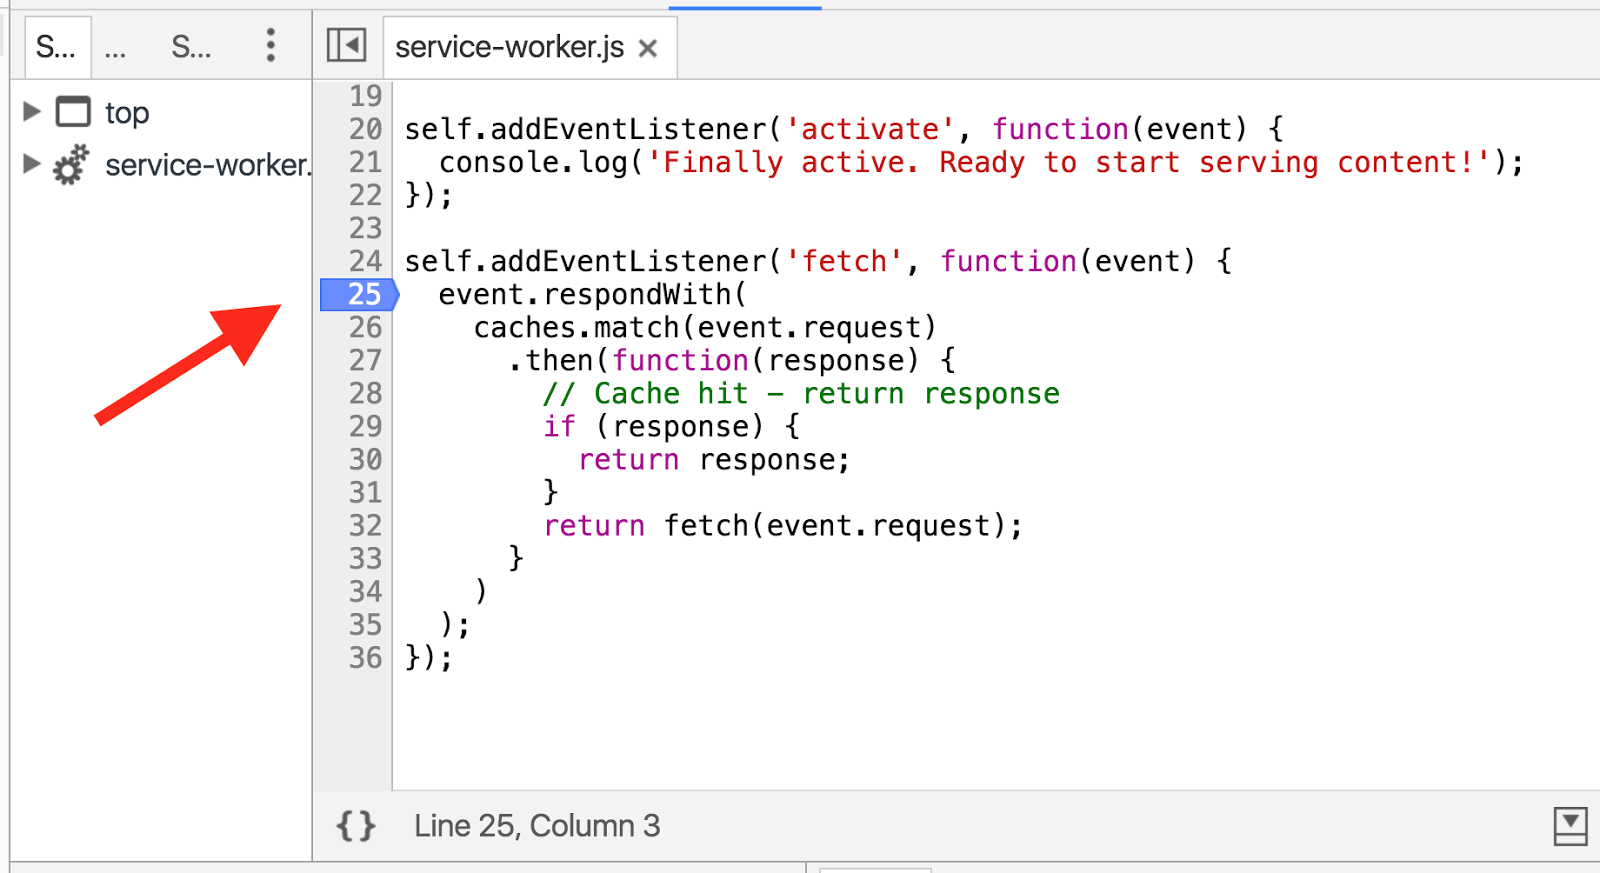 S... ... S... service-worker.js ×
top
service-worker.
19
20 self.addEventListener('activate', function(event) {
21   console.log('Finally active. Ready to start serving content!');
22 });
23
24 self.addEventListener('fetch', function(event) {
25   event.respondWith(
26     caches.match(event.request)
27       .then(function(response) {
28         // Cache hit – return response
29         if (response) {
30           return response;
31         }
32         return fetch(event.request);
33       }
34     )
35   );
36 });
{} Line 25, Column 3